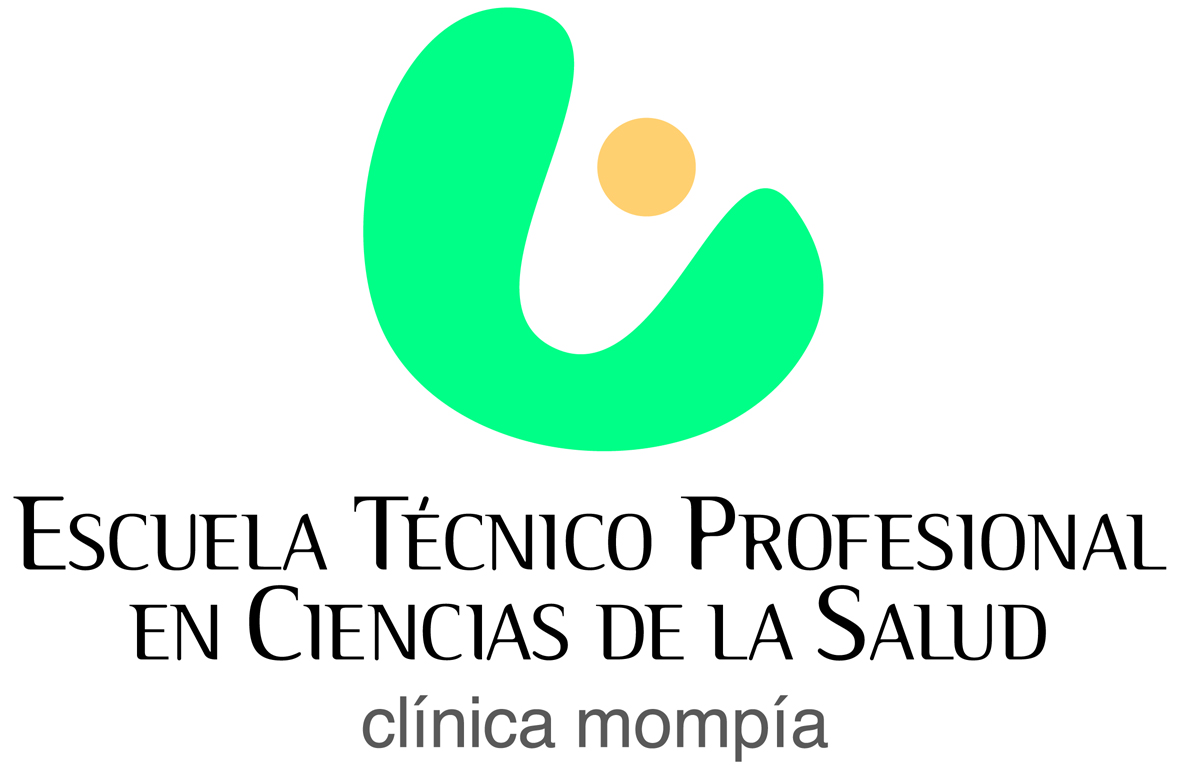 Escuela Técnico Profesional
en Ciencias de la Salud
clínica mompía